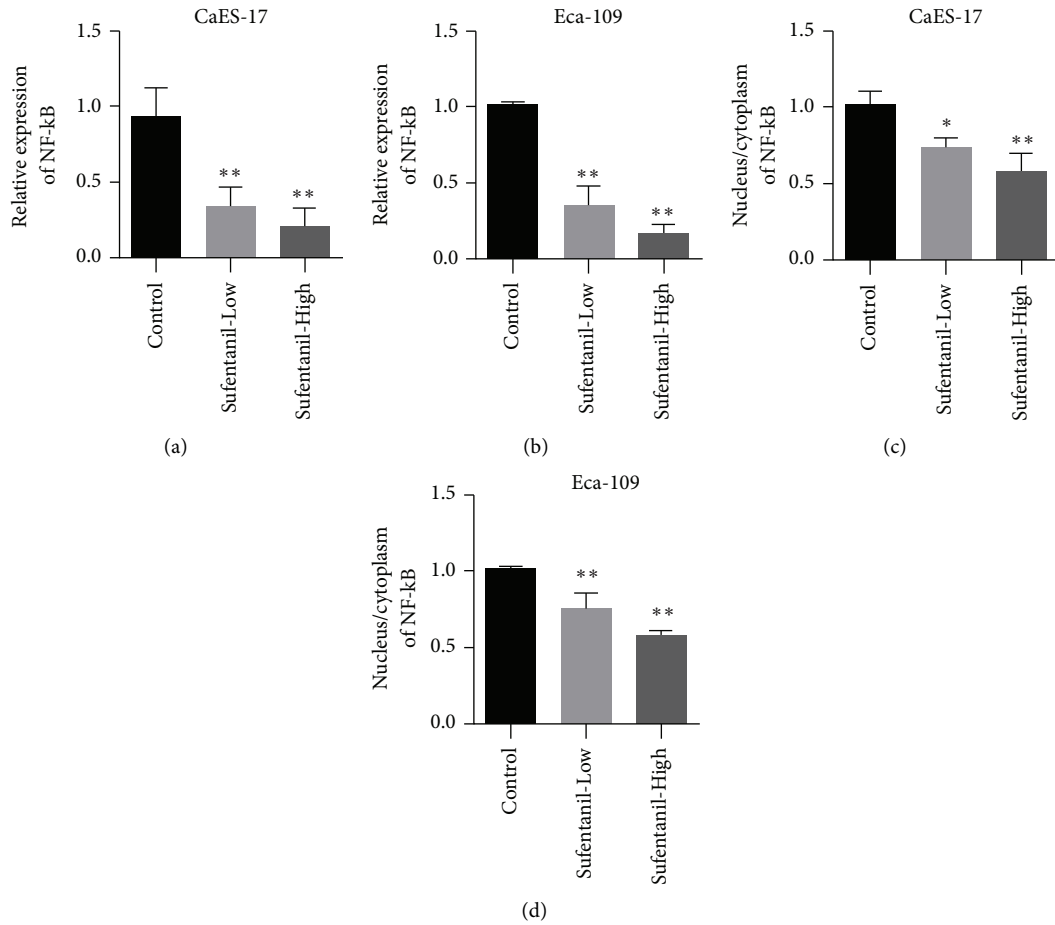 CaES-17
Relative expression
of NF-kB
1.5
1.0
0.5
0.0
**
**
Control
Sufentanil-Low
Sufentanil-High
(a)
Eca-109
Relative expression
of NF-kB
1.5
1.0
0.5
0.0
**
**
Control
Sufentanil-Low
Sufentanil-High
(b)
CaES-17
Nucleus/cytoplasm
of NF-kB
1.5
1.0
0.5
0.0
*
**
Control
Sufentanil-Low
Sufentanil-High
(c)
Eca-109
Nucleus/cytoplasm
of NF-kB
1.5
1.0
0.5
0.0
**
**
Control
Sufentanil-Low
Sufentanil-High
(d)